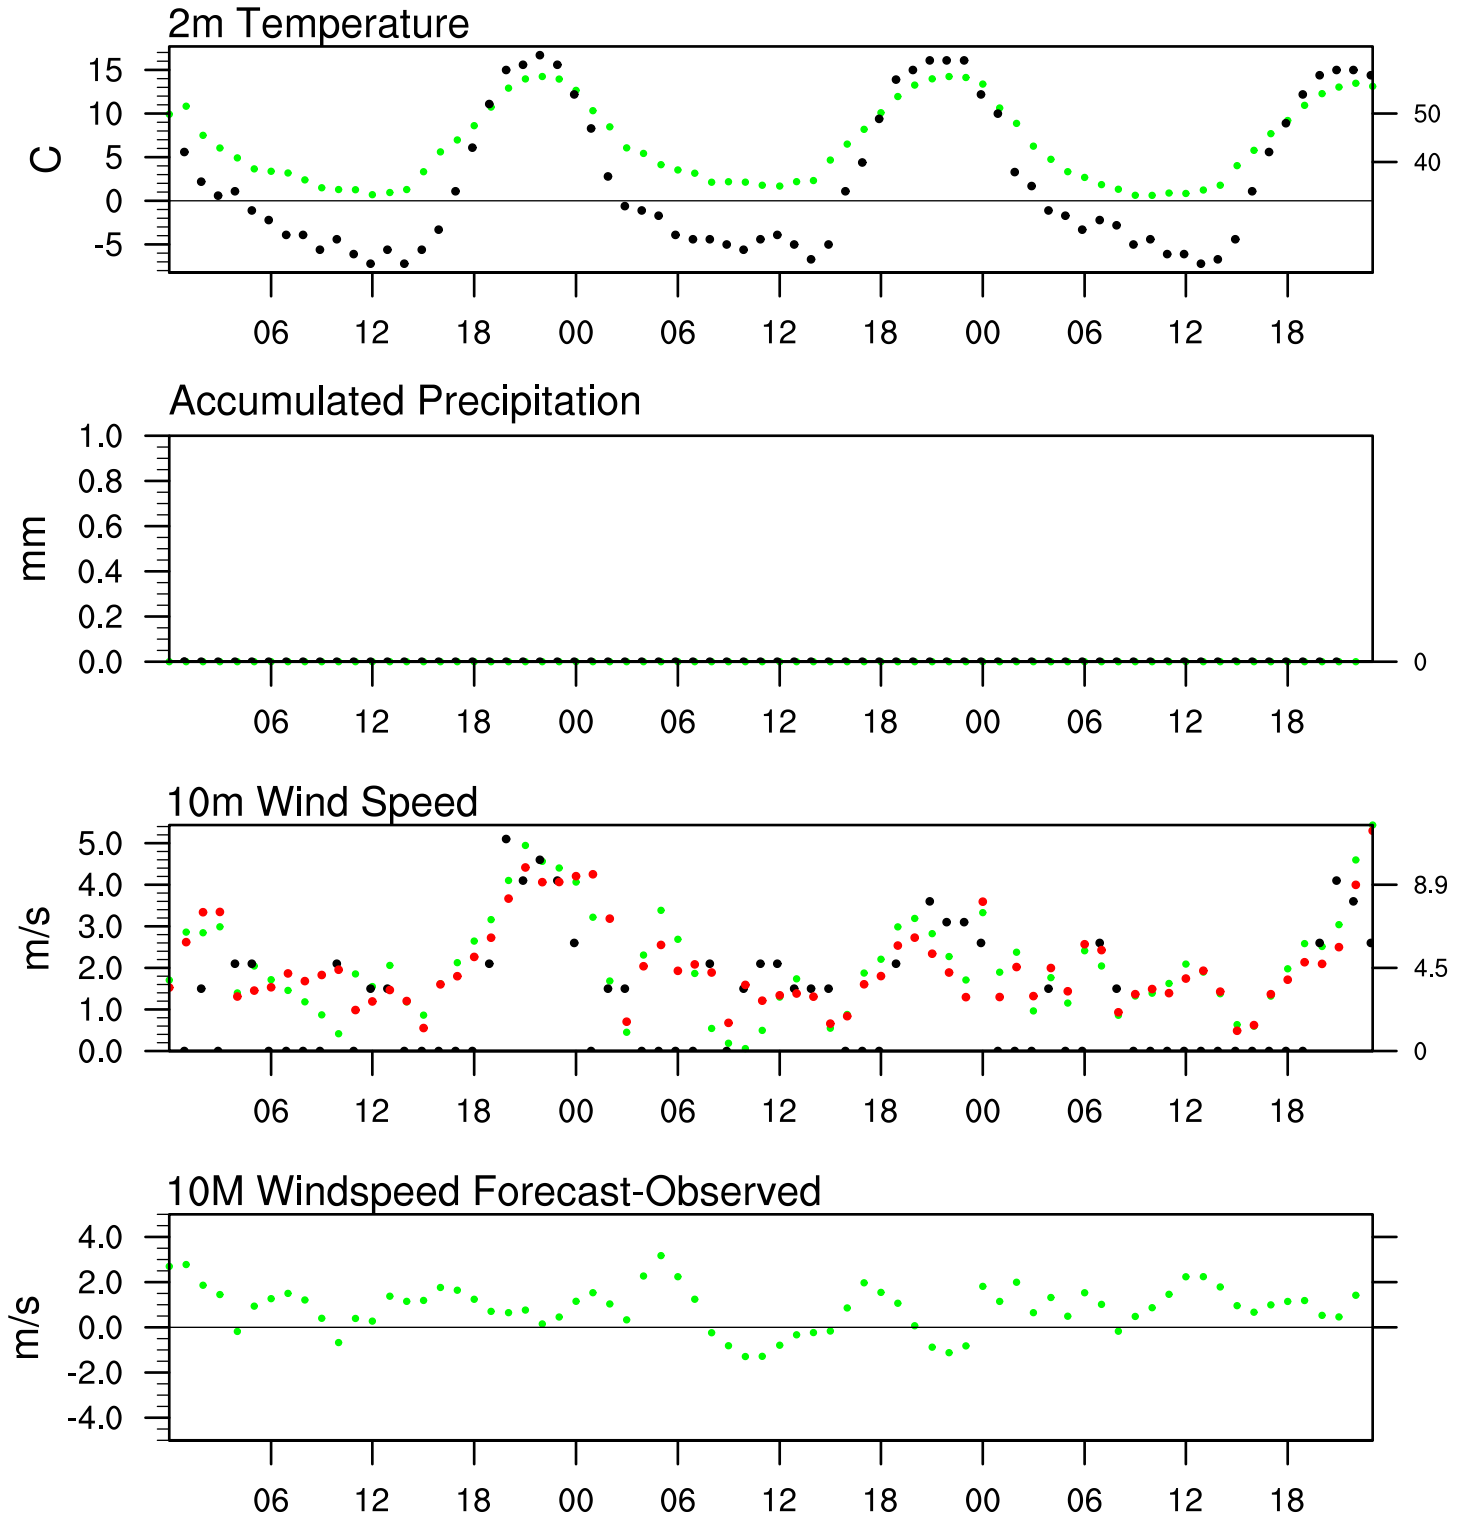 2m Temperature
15
10
5
0
-5
C
50
40
06 12 18 00 06 12 18 00 06 12 18
Accumulated Precipitation
1.0
0.8
0.6
0.4
0.2
0.0
mm
0
06 12 18 00 06 12 18 00 06 12 18
10m Wind Speed
5.0
4.0
3.0
2.0
1.0
0.0
m/s
8.9
4.5
0
06 12 18 00 06 12 18 00 06 12 18
10M Windspeed Forecast-Observed
4.0
2.0
0.0
-2.0
-4.0
m/s
06 12 18 00 06 12 18 00 06 12 18